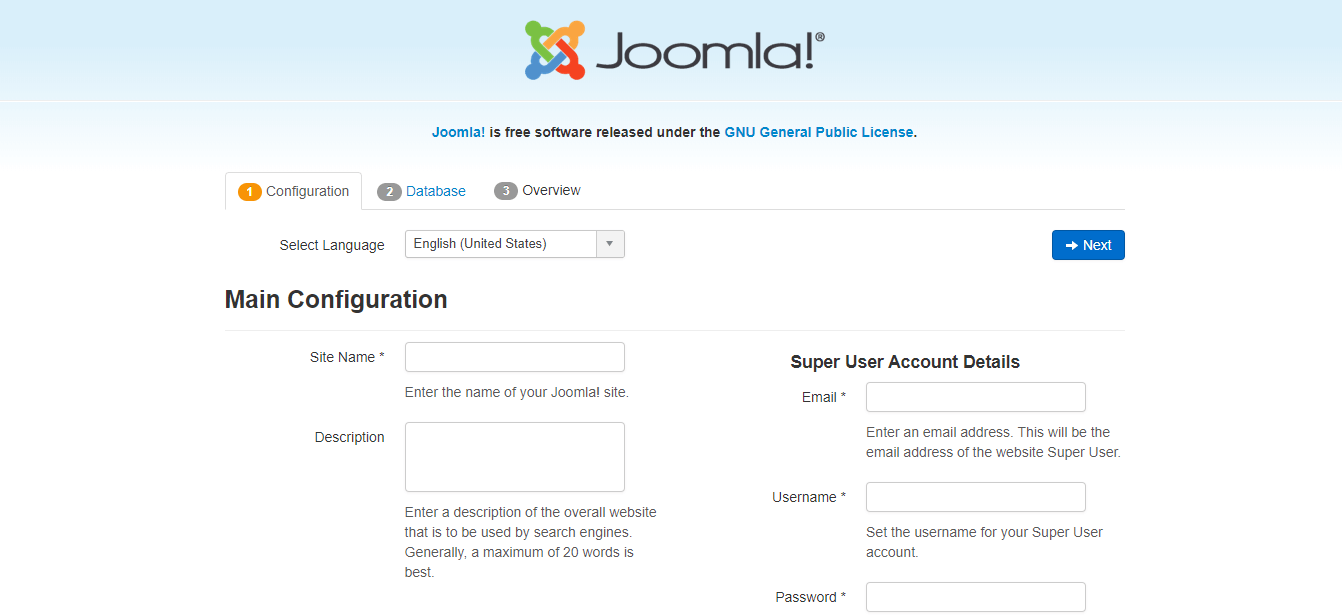 Joomla!®
Joomla! is free software released under the GNU General Public License.
1 Configuration 2 Database 3 Overview
Select Language English (United States) Next
Main Configuration
Site Name *
Enter the name of your Joomla! site.
Description
Enter a description of the overall website
that is to be used by search engines.
Generally, a maximum of 20 words is
best.
Super User Account Details
Email *
Enter an email address. This will be the
email address of the website Super User.
Username *
Set the username for your Super User
account.
Password *